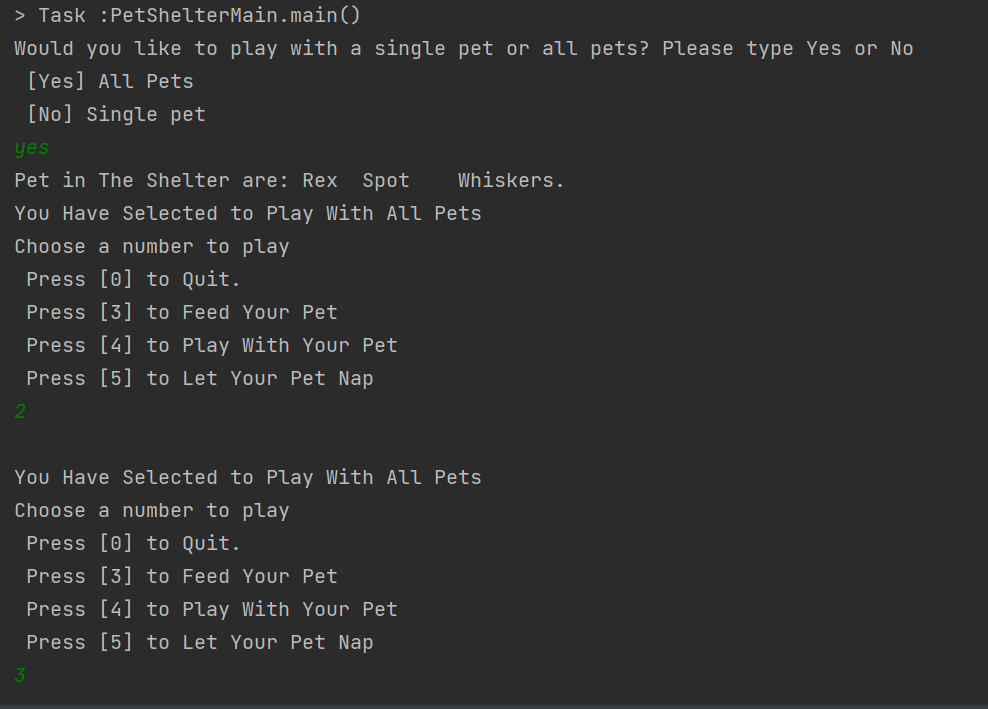 > Task :PetShelterMain.main()
Would you like to play with a single pet or all pets? Please type Yes or No
 [Yes] All Pets
 [No] Single pet
yes
Pet in The Shelter are: Rex  Spot    Whiskers.
You Have Selected to Play With All Pets
Choose a number to play
 Press [0] to Quit.
 Press [3] to Feed Your Pet
 Press [4] to Play With Your Pet
 Press [5] to Let Your Pet Nap
2

You Have Selected to Play With All Pets
Choose a number to play
 Press [0] to Quit.
 Press [3] to Feed Your Pet
 Press [4] to Play With Your Pet
 Press [5] to Let Your Pet Nap
3